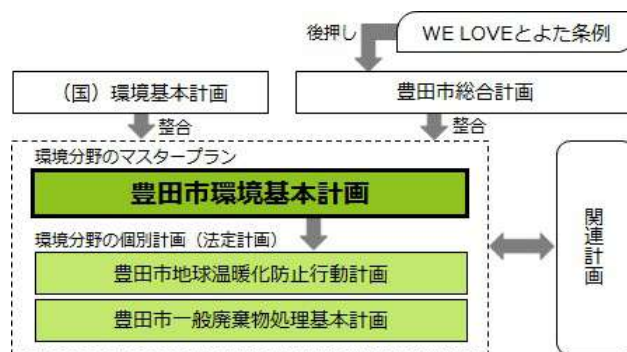 後押し
WE LOVEとよた条例
(国)環境基本計画
豊田市総合計画
整合
整合
環境分野のマスタープラン
豊田市環境基本計画
環境分野の個別計画(法定計画)
豊田市地球温暖化防止行動計画
豊田市一般廃棄物処理基本計画
関連計画